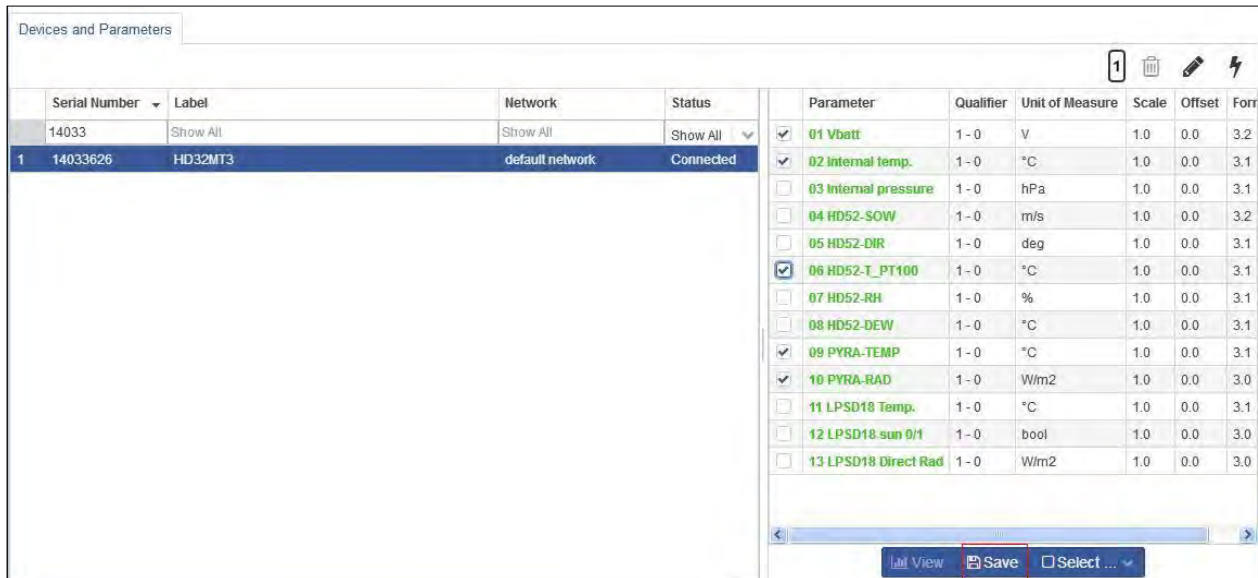 Devices and Parameters
1
Serial Number Label Network Status
14033 Show All Show All Show All
1 14033626 HD32MT3 default network Connected
Parameter Qualifier Unit of Measure Scale Offset Forr
01 Vbatt 1 - 0 V 1.0 0.0 3.2
02 Internal temp. 1 - 0 °C 1.0 0.0 3.1
03 Internal pressure 1 - 0 hPa 1.0 0.0 3.1
04 HD52-SOW 1 - 0 m/s 1.0 0.0 3.2
05 HD52-DIR 1 - 0 deg 1.0 0.0 3.1
06 HD52-T_PT100 1 - 0 °C 1.0 0.0 3.1
07 HD52-RH 1 - 0 % 1.0 0.0 3.1
08 HD52-DEW 1 - 0 °C 1.0 0.0 3.1
09 PYRA-TEMP 1 - 0 °C 1.0 0.0 3.1
10 PYRA-RAD 1 - 0 W/m2 1.0 0.0 3.0
11 LPSD18 Temp. 1 - 0 °C 1.0 0.0 3.1
12 LPSD18 sun 0/1 1 - 0 bool 1.0 0.0 3.0
13 LPSD18 Direct Rad 1 - 0 W/m2 1.0 0.0 3.0
View Save Select ...